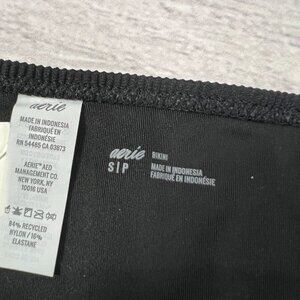 aerie
MADE IN INDONESIA
FABRIQUÉ EN
INDONÉSIE
RN 54485 CA 03873
AERIE® AEO
MANAGEMENT CO.
NEW YORK, NY
10016 USA
84% RECYCLED
NYLON / 16%
ELASTANE
aerie BIKINI
S | P MADE IN INDONESIA
FABRIQUÉ EN INDONÉSIE